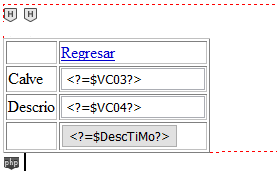 H H
Regresar
Calve <?=$VC03?>
Descrio <?=$VC04?>
<?=$DescTiMo?>
php